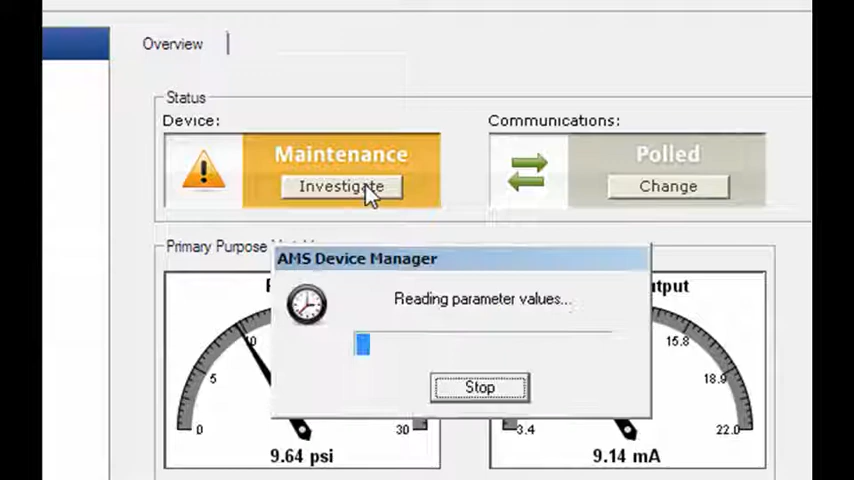 Overview
Status
Device:
Communications:
Maintenance
Polled
Investigate
Change
Primary Purpose
AMS Device Manager
Reading parameter values...
Stop
10
5
0
30
9.64 psi
15.8
18.9
3.4
22.0
9.14 mA